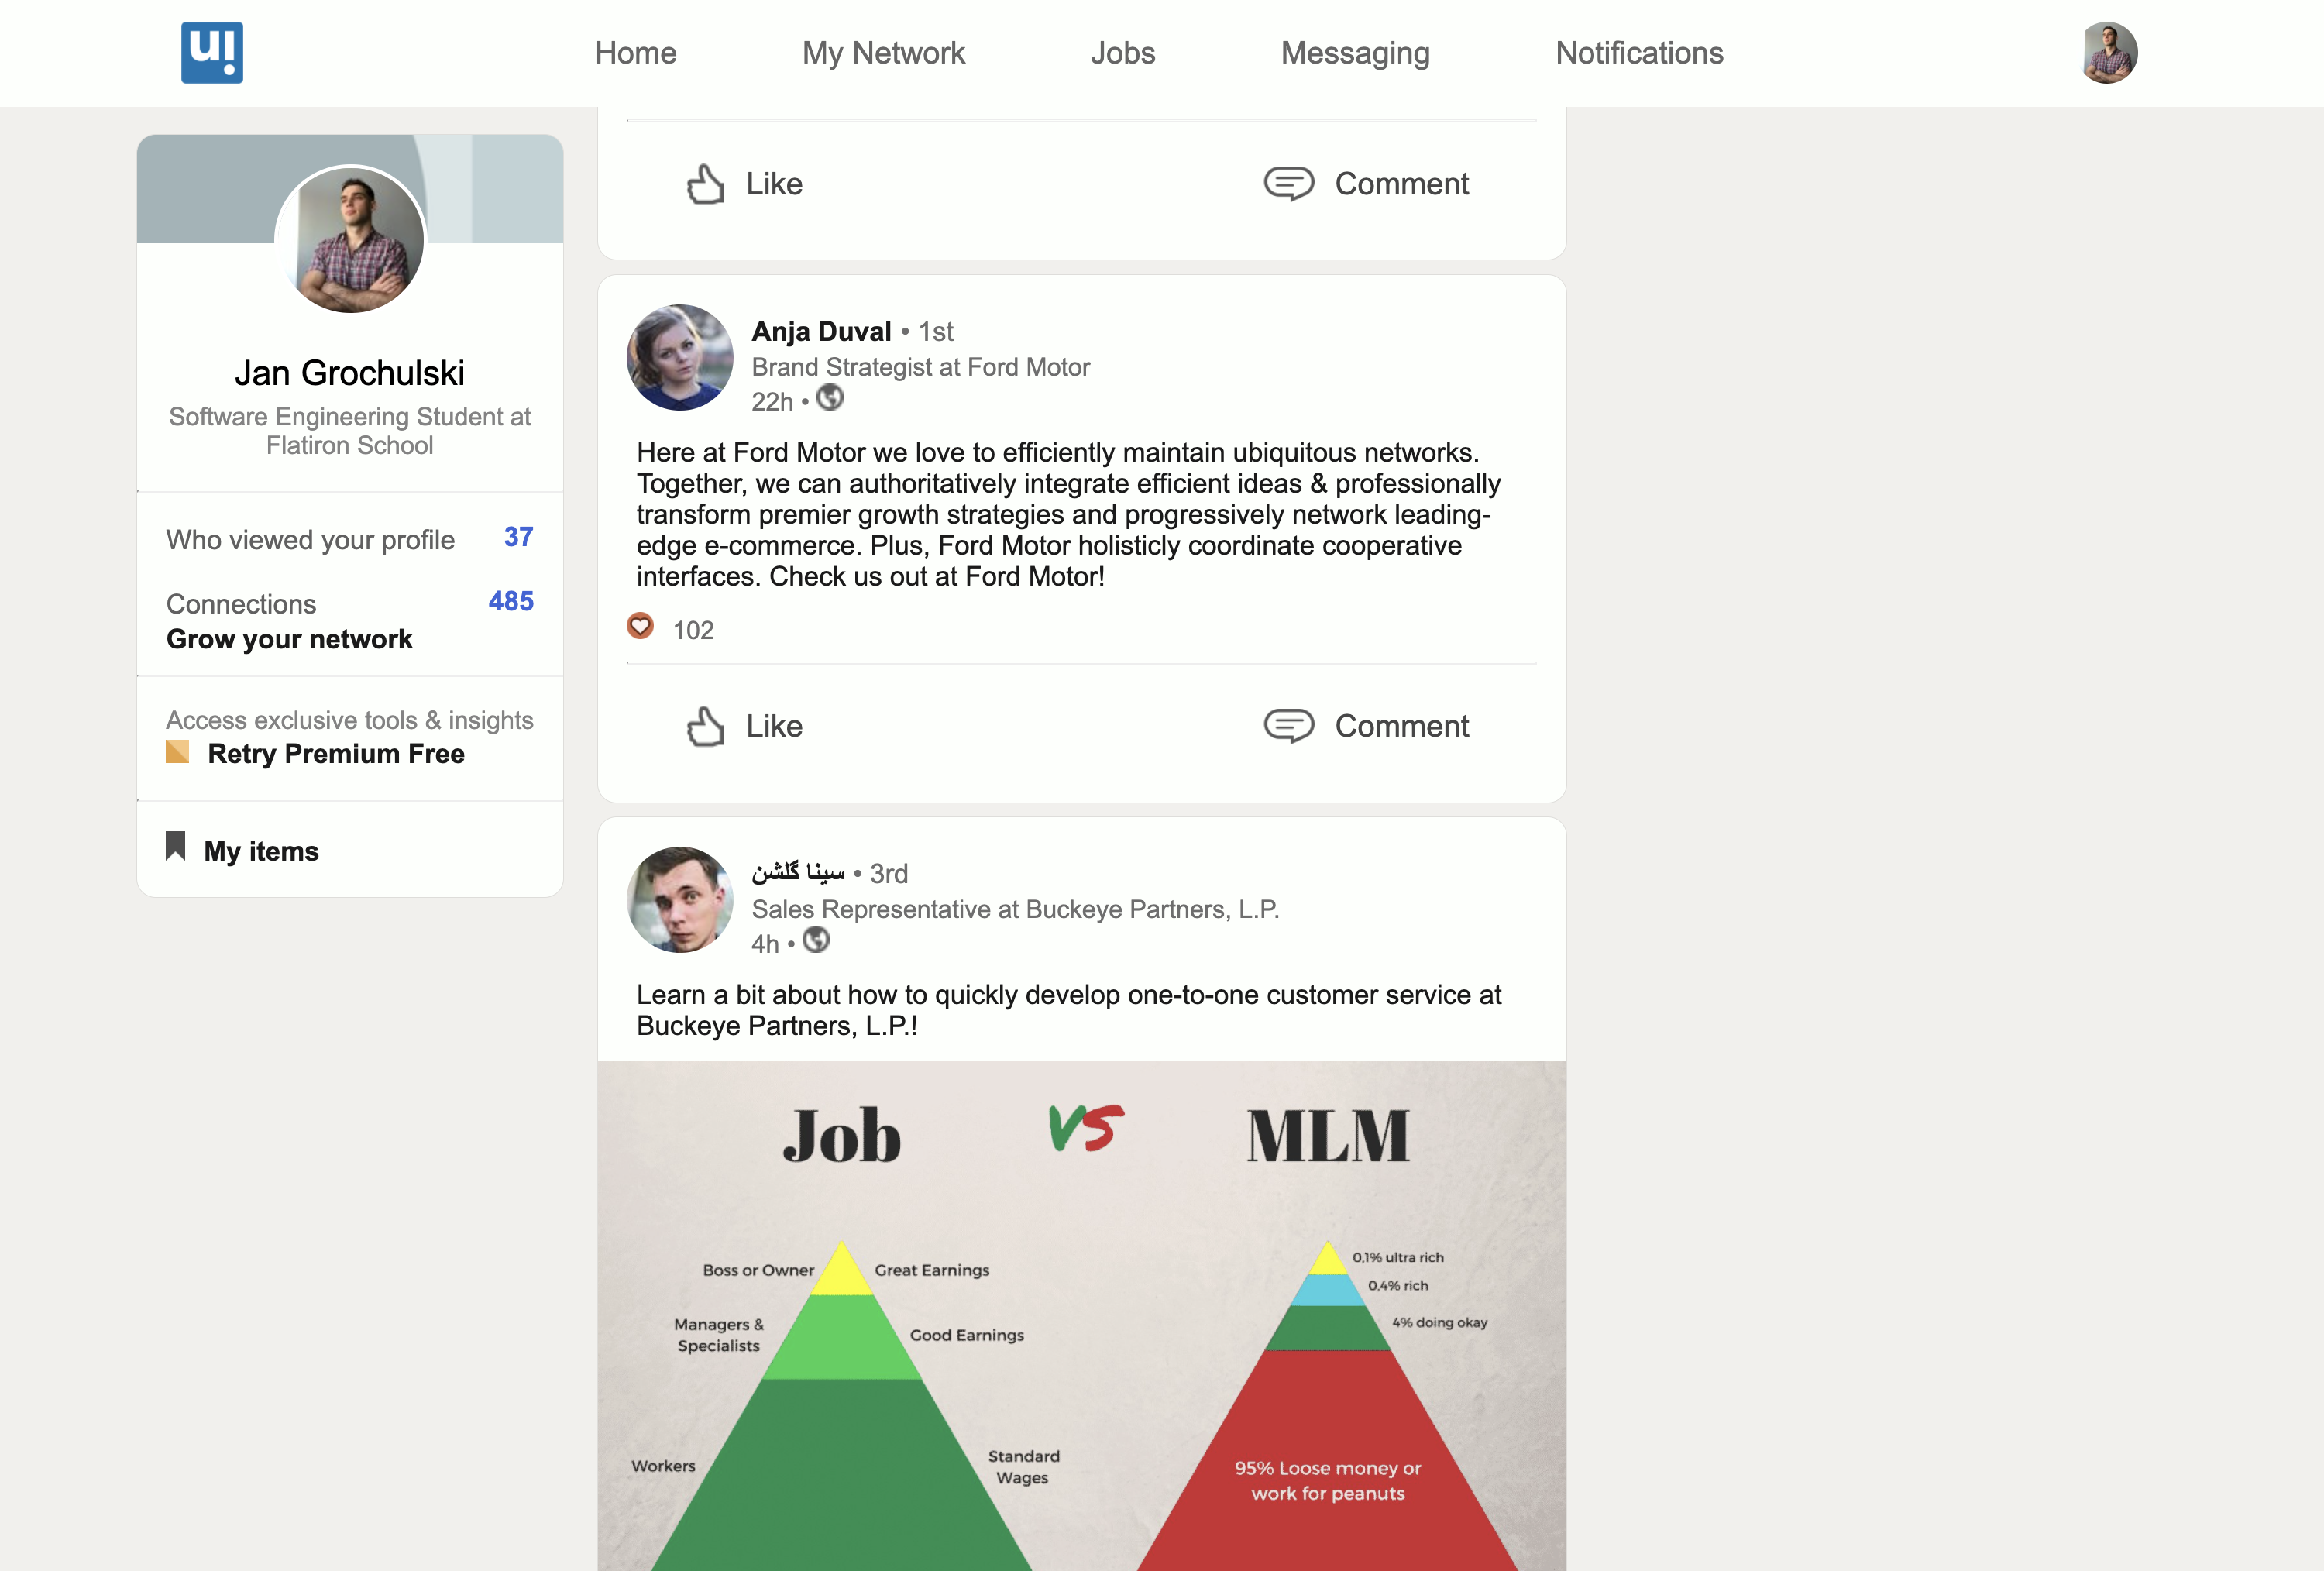 u!
Home
My Network
Jobs
Messaging
Notifications
Jan Grochulski
Software Engineering Student at
Flatiron School
Who viewed your profile 37
Connections 485
Grow your network
Access exclusive tools & insights
Retry Premium Free
My items
Like
Comment
Anja Duval • 1st
Brand Strategist at Ford Motor
22h •
Here at Ford Motor we love to efficiently maintain ubiquitous networks.
Together, we can authoritatively integrate efficient ideas & professionally
transform premier growth strategies and progressively network leading-
edge e-commerce. Plus, Ford Motor holisticly coordinate cooperative
interfaces. Check us out at Ford Motor!
102
Like
Comment
سینا گلشن • 3rd
Sales Representative at Buckeye Partners, L.P.
4h •
Learn a bit about how to quickly develop one-to-one customer service at
Buckeye Partners, L.P.!
Job VS MLM
Boss or Owner
Great Earnings
Managers &
Specialists
Good Earnings
Workers
Standard
Wages
0,1% ultra rich
0,4% rich
4% doing okay
95% Loose money or
work for peanuts